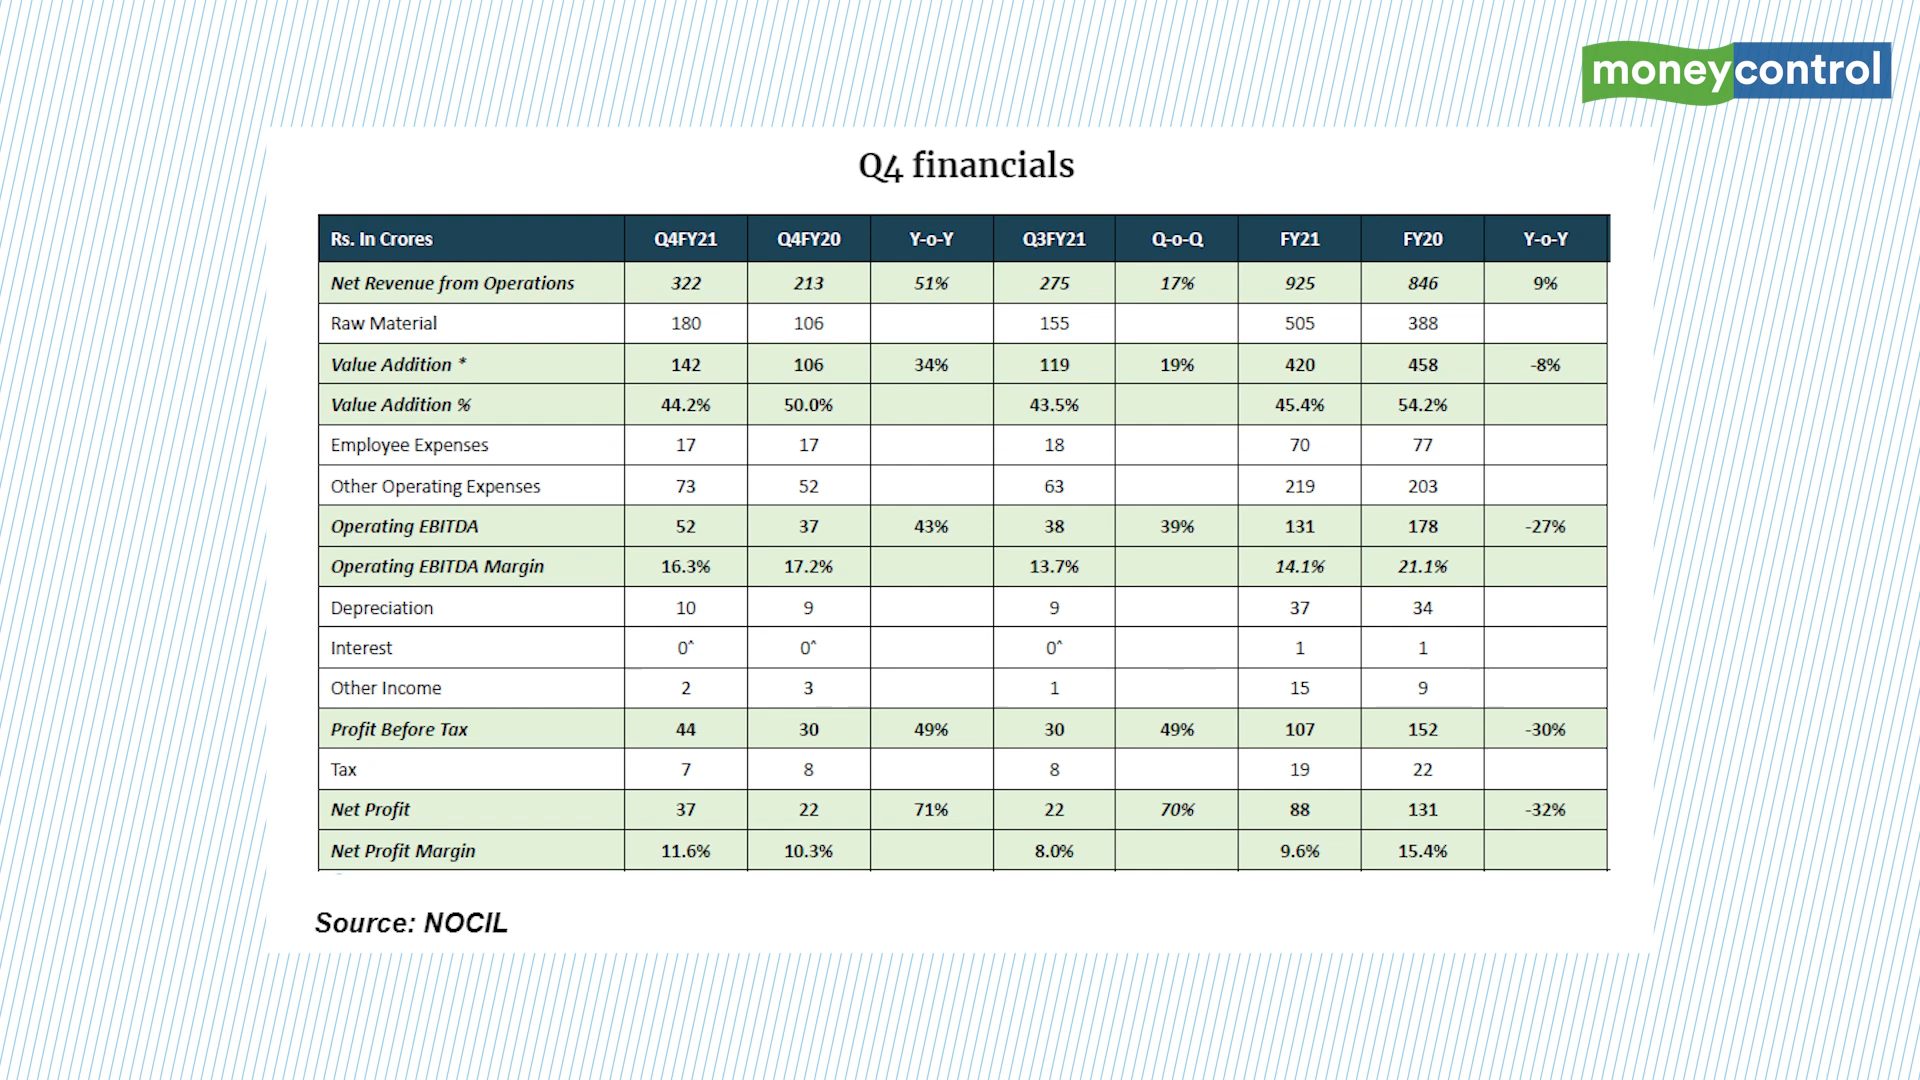 moneycontrol
Q4 financials
Rs. In Crores Q4FY21 Q4FY20 Y-o-Y Q3FY21 Q-o-Q FY21 FY20 Y-o-Y
Net Revenue from Operations 322 213 51% 275 17% 925 846 9%
Raw Material 180 106 155 505 388
Value Addition * 142 106 34% 119 19% 420 458 -8%
Value Addition % 44.2% 50.0% 43.5% 45.4% 54.2%
Employee Expenses 17 17 18 70 77
Other Operating Expenses 73 52 63 219 203
Operating EBITDA 52 37 43% 38 39% 131 178 -27%
Operating EBITDA Margin 16.3% 17.2% 13.7% 14.1% 21.1%
Depreciation 10 9 9 37 34
Interest 0^ 0^ 0^ 1 1
Other Income 2 3 1 15 9
Profit Before Tax 44 30 49% 30 49% 107 152 -30%
Tax 7 8 8 19 22
Net Profit 37 22 71% 22 70% 88 131 -32%
Net Profit Margin 11.6% 10.3% 8.0% 9.6% 15.4%
Source: NOCIL